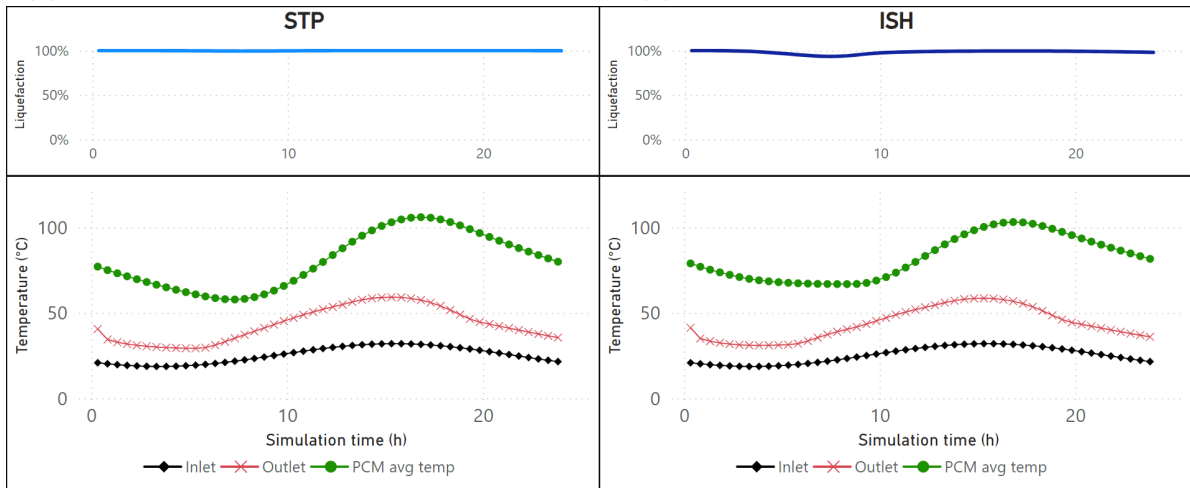 STP
ISH
Liquefaction
100%
50%
0%
0
10
20
Liquefaction
100%
50%
0%
0
10
20
Temperature (°C)
100
50
0
0
10
20
Simulation time (h)
Inlet Outlet PCM avg temp
Temperature (°C)
100
50
0
0
10
20
Simulation time (h)
Inlet Outlet PCM avg temp